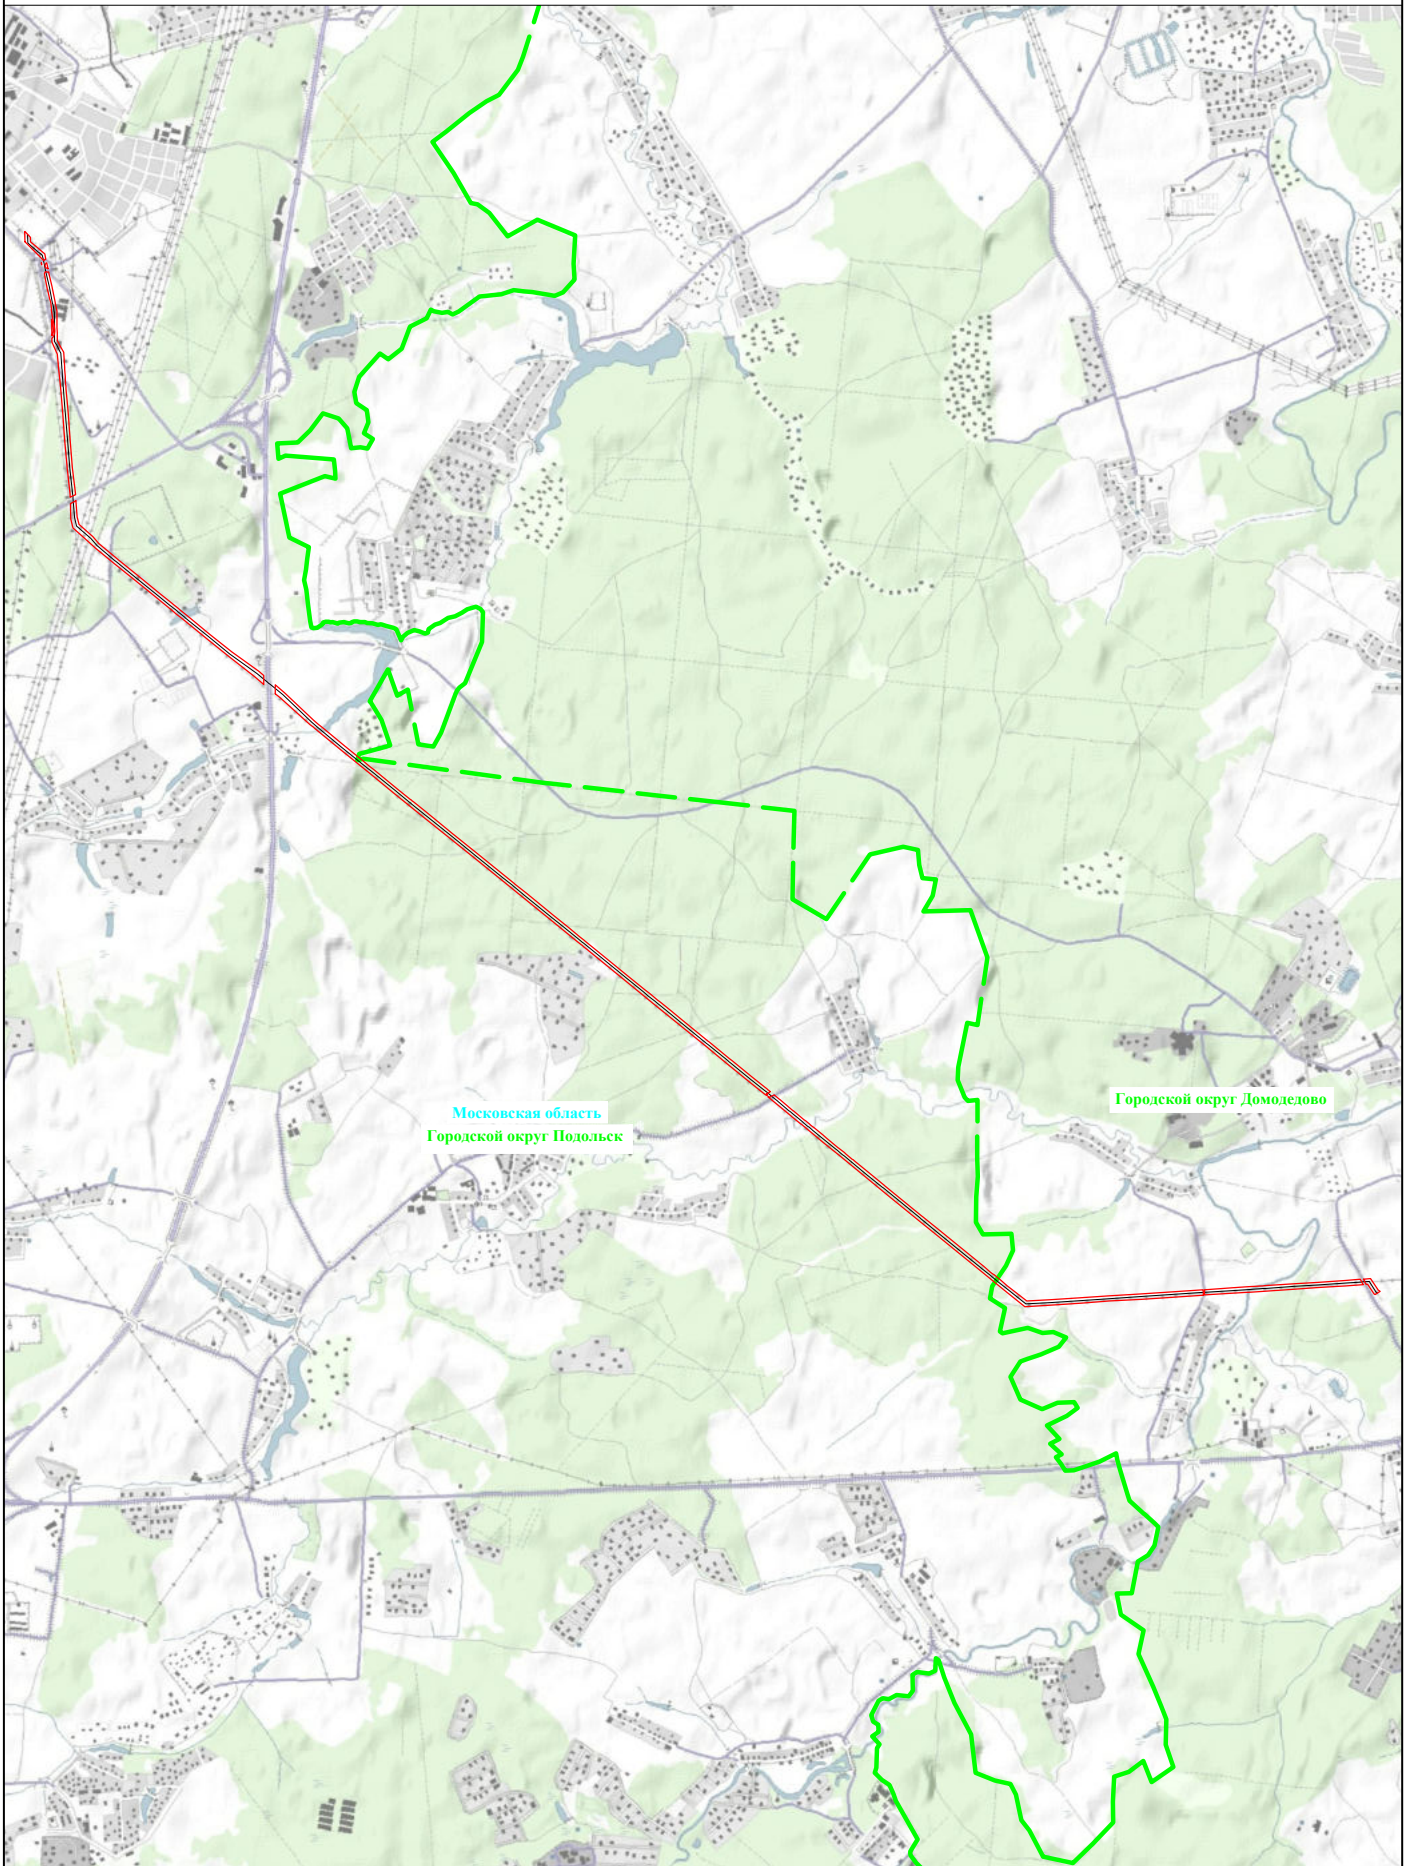 Городской округ Домодедово
Московская область
Городской округ Подольск